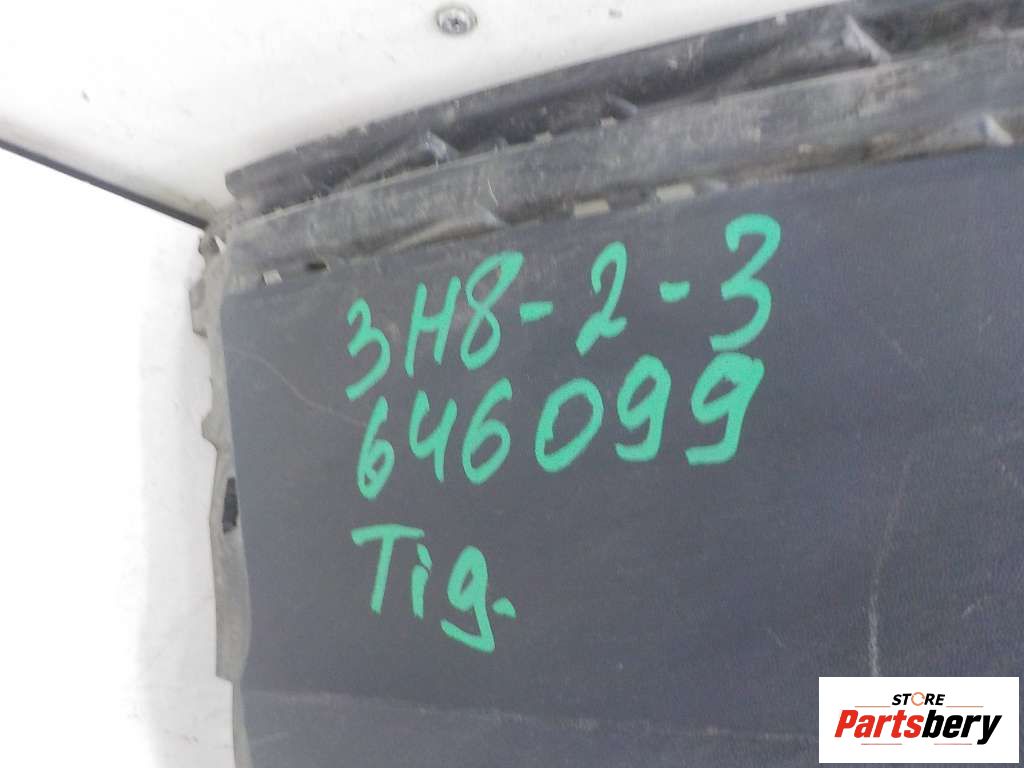 3H8-2-3
646099
Tig.
STORE
Partsbery